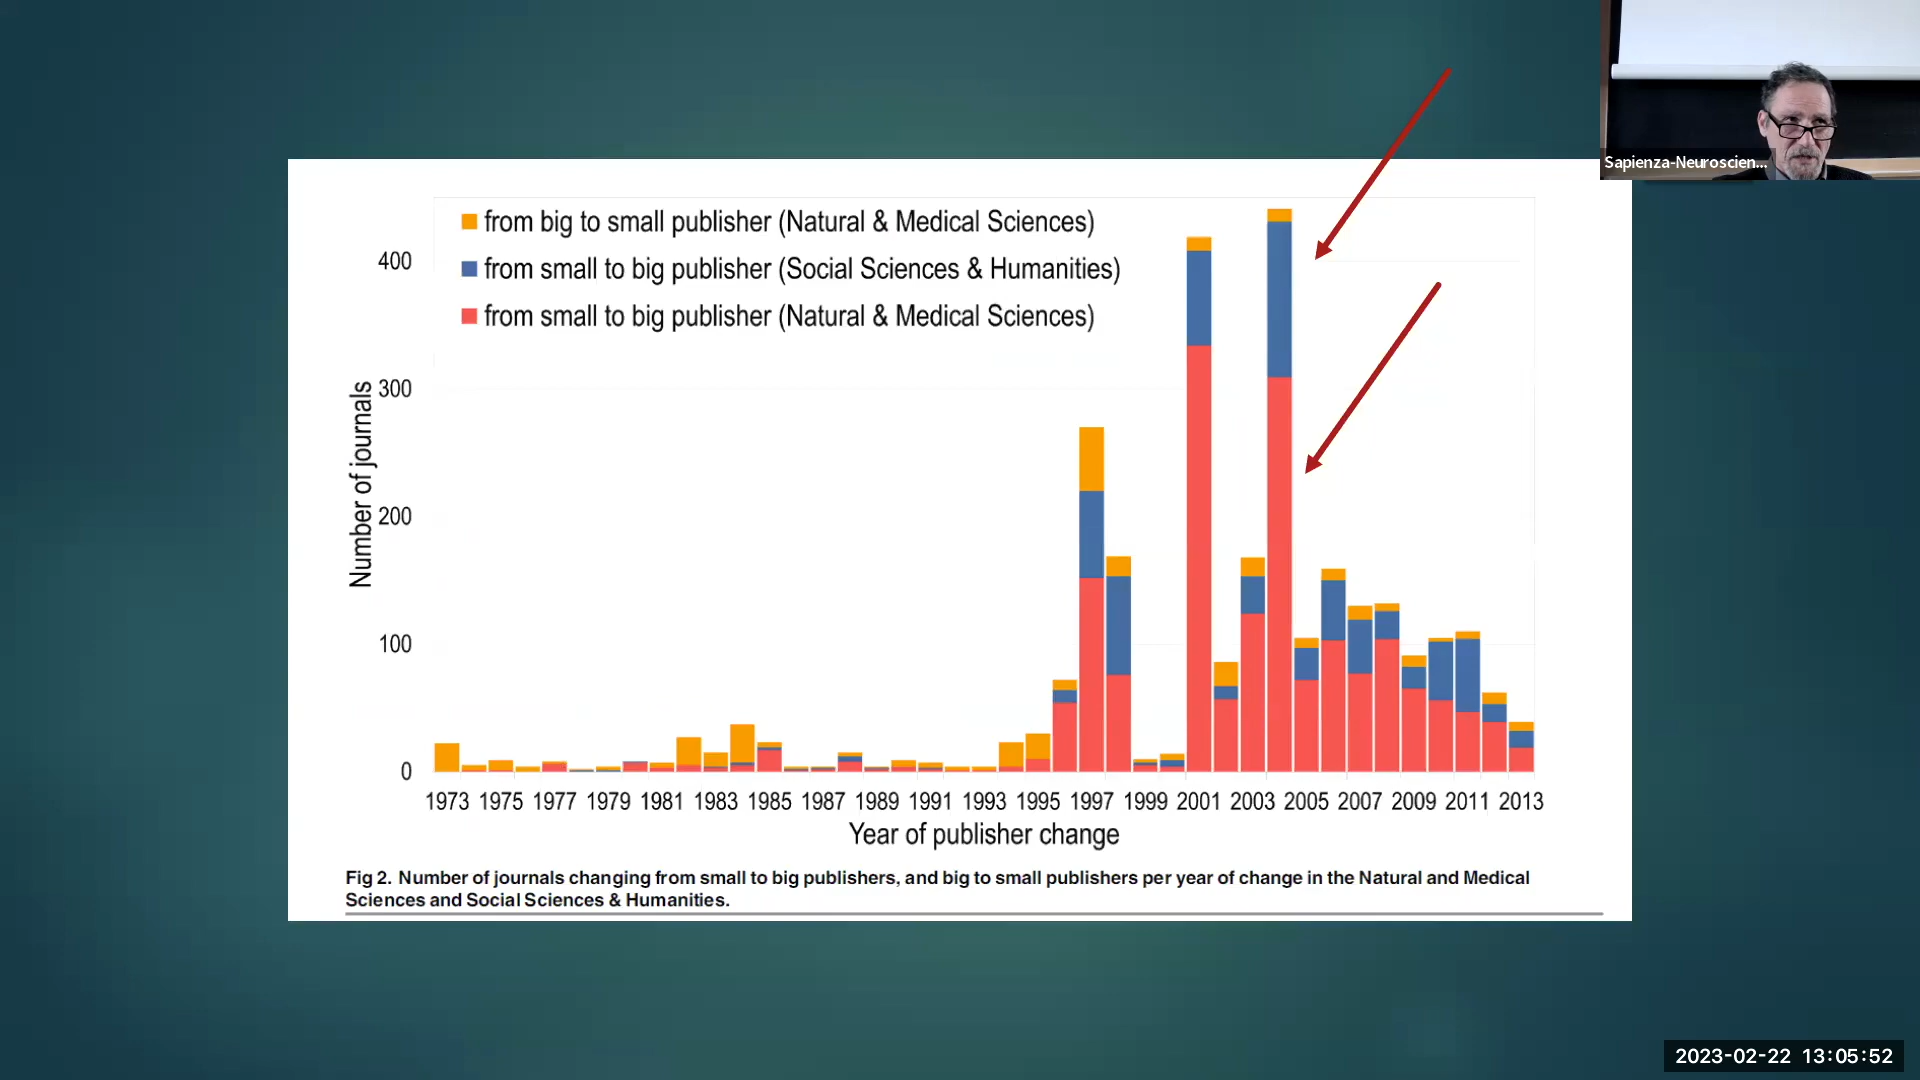 Sapienza-Neuroscien...
from big to small publisher (Natural & Medical Sciences)
from small to big publisher (Social Sciences & Humanities)
from small to big publisher (Natural & Medical Sciences)
Number of journals
400
300
200
100
0
1973 1975 1977 1979 1981 1983 1985 1987 1989 1991 1993 1995 1997 1999 2001 2003 2005 2007 2009 2011 2013
Year of publisher change
Fig 2. Number of journals changing from small to big publishers, and big to small publishers per year of change in the Natural and Medical
Sciences and Social Sciences & Humanities.
2023-02-22 13:05:52